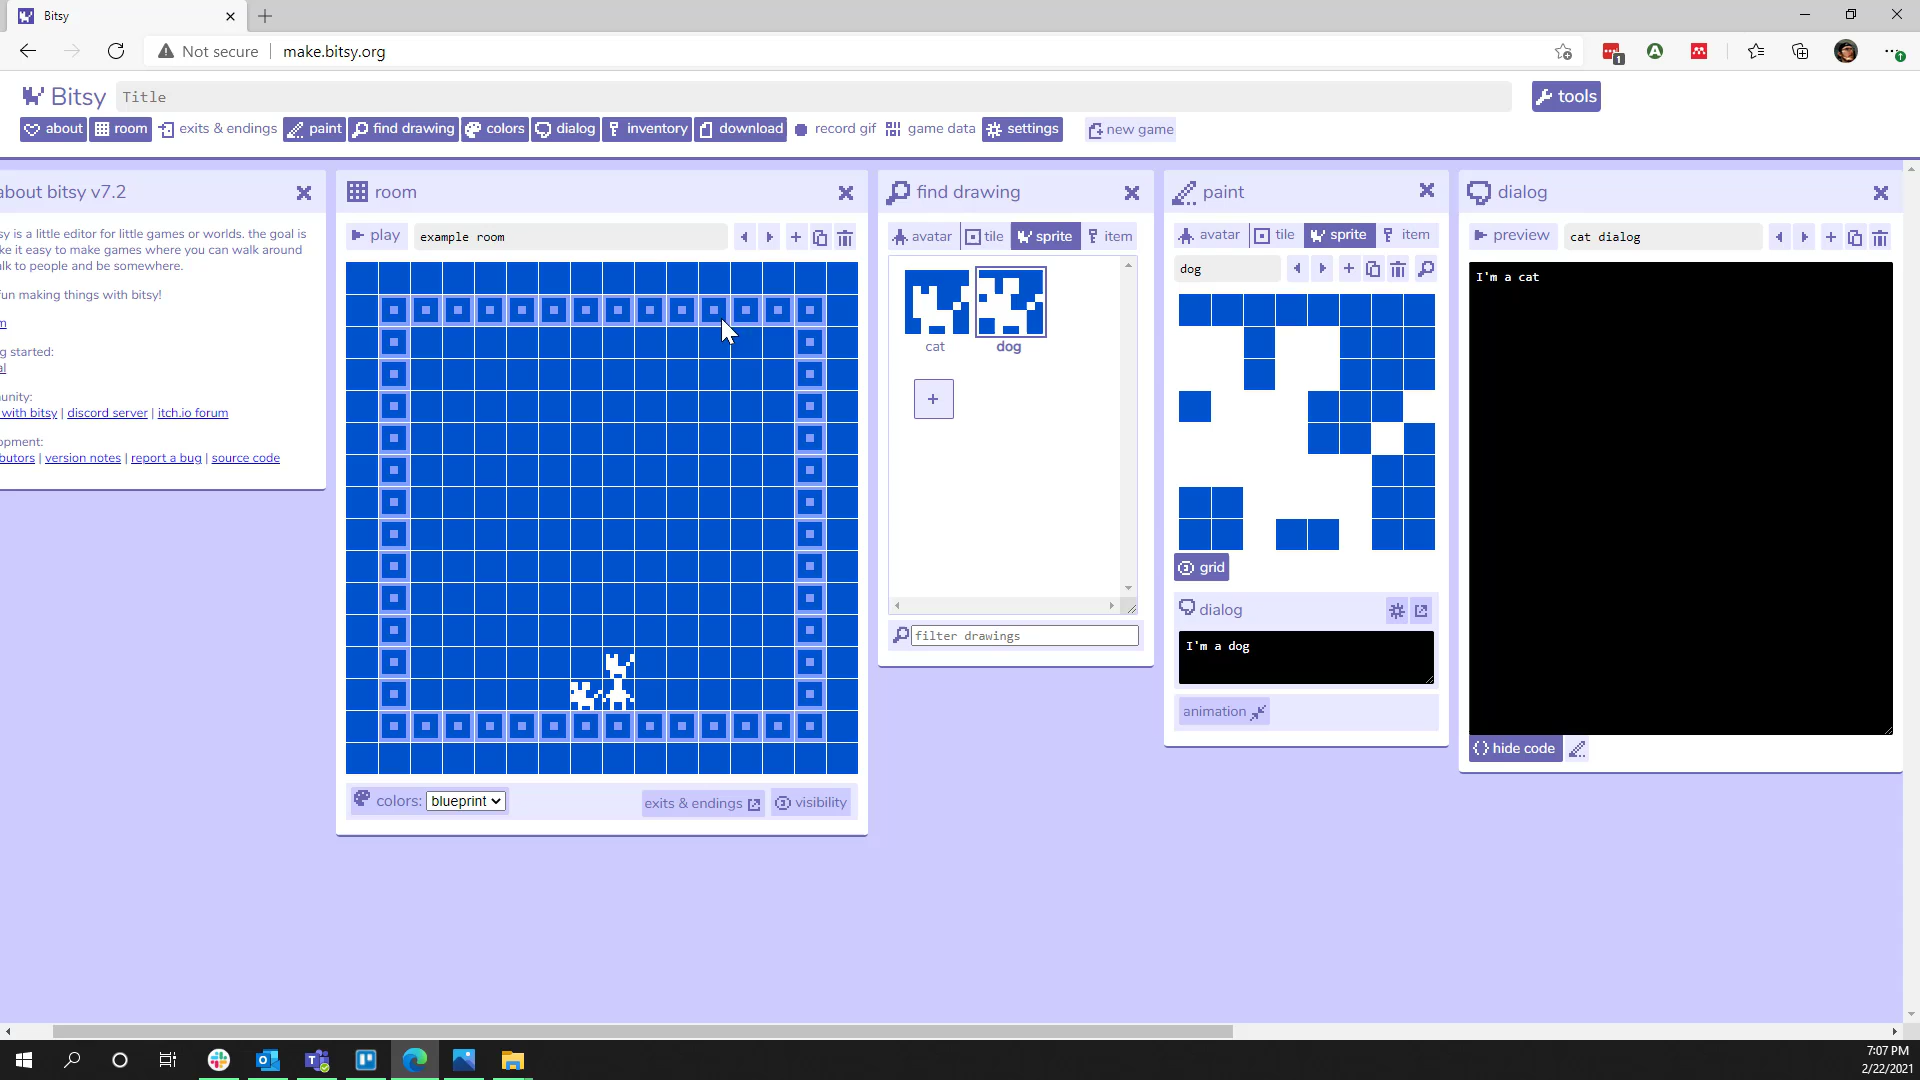 Bitsy
Not secure
make.bitsy.org
1
Bitsy
Title
tools
about
room
exits & endings
paint
find drawing
colors
dialog
inventory
download
record gif
game data
settings
new game
about bitsy v7.2
sy is a little editor for little games or worlds. the goal is
ke it easy to make games where you can walk around
lk to people and be somewhere.
fun making things with bitsy!
m
g started:
al
unity:
with bitsy | discord server | itch.io forum
opment:
butors | version notes | report a bug | source code
room
play
example room
colors:
blueprint
exits & endings
visibility
find drawing
avatar
tile
sprite
item
cat
dog
+
filter drawings
paint
avatar
tile
sprite
item
dog
grid
dialog
I'm a dog
animation
dialog
preview
cat dialog
I'm a cat
hide code
7:07 PM
2/22/2021